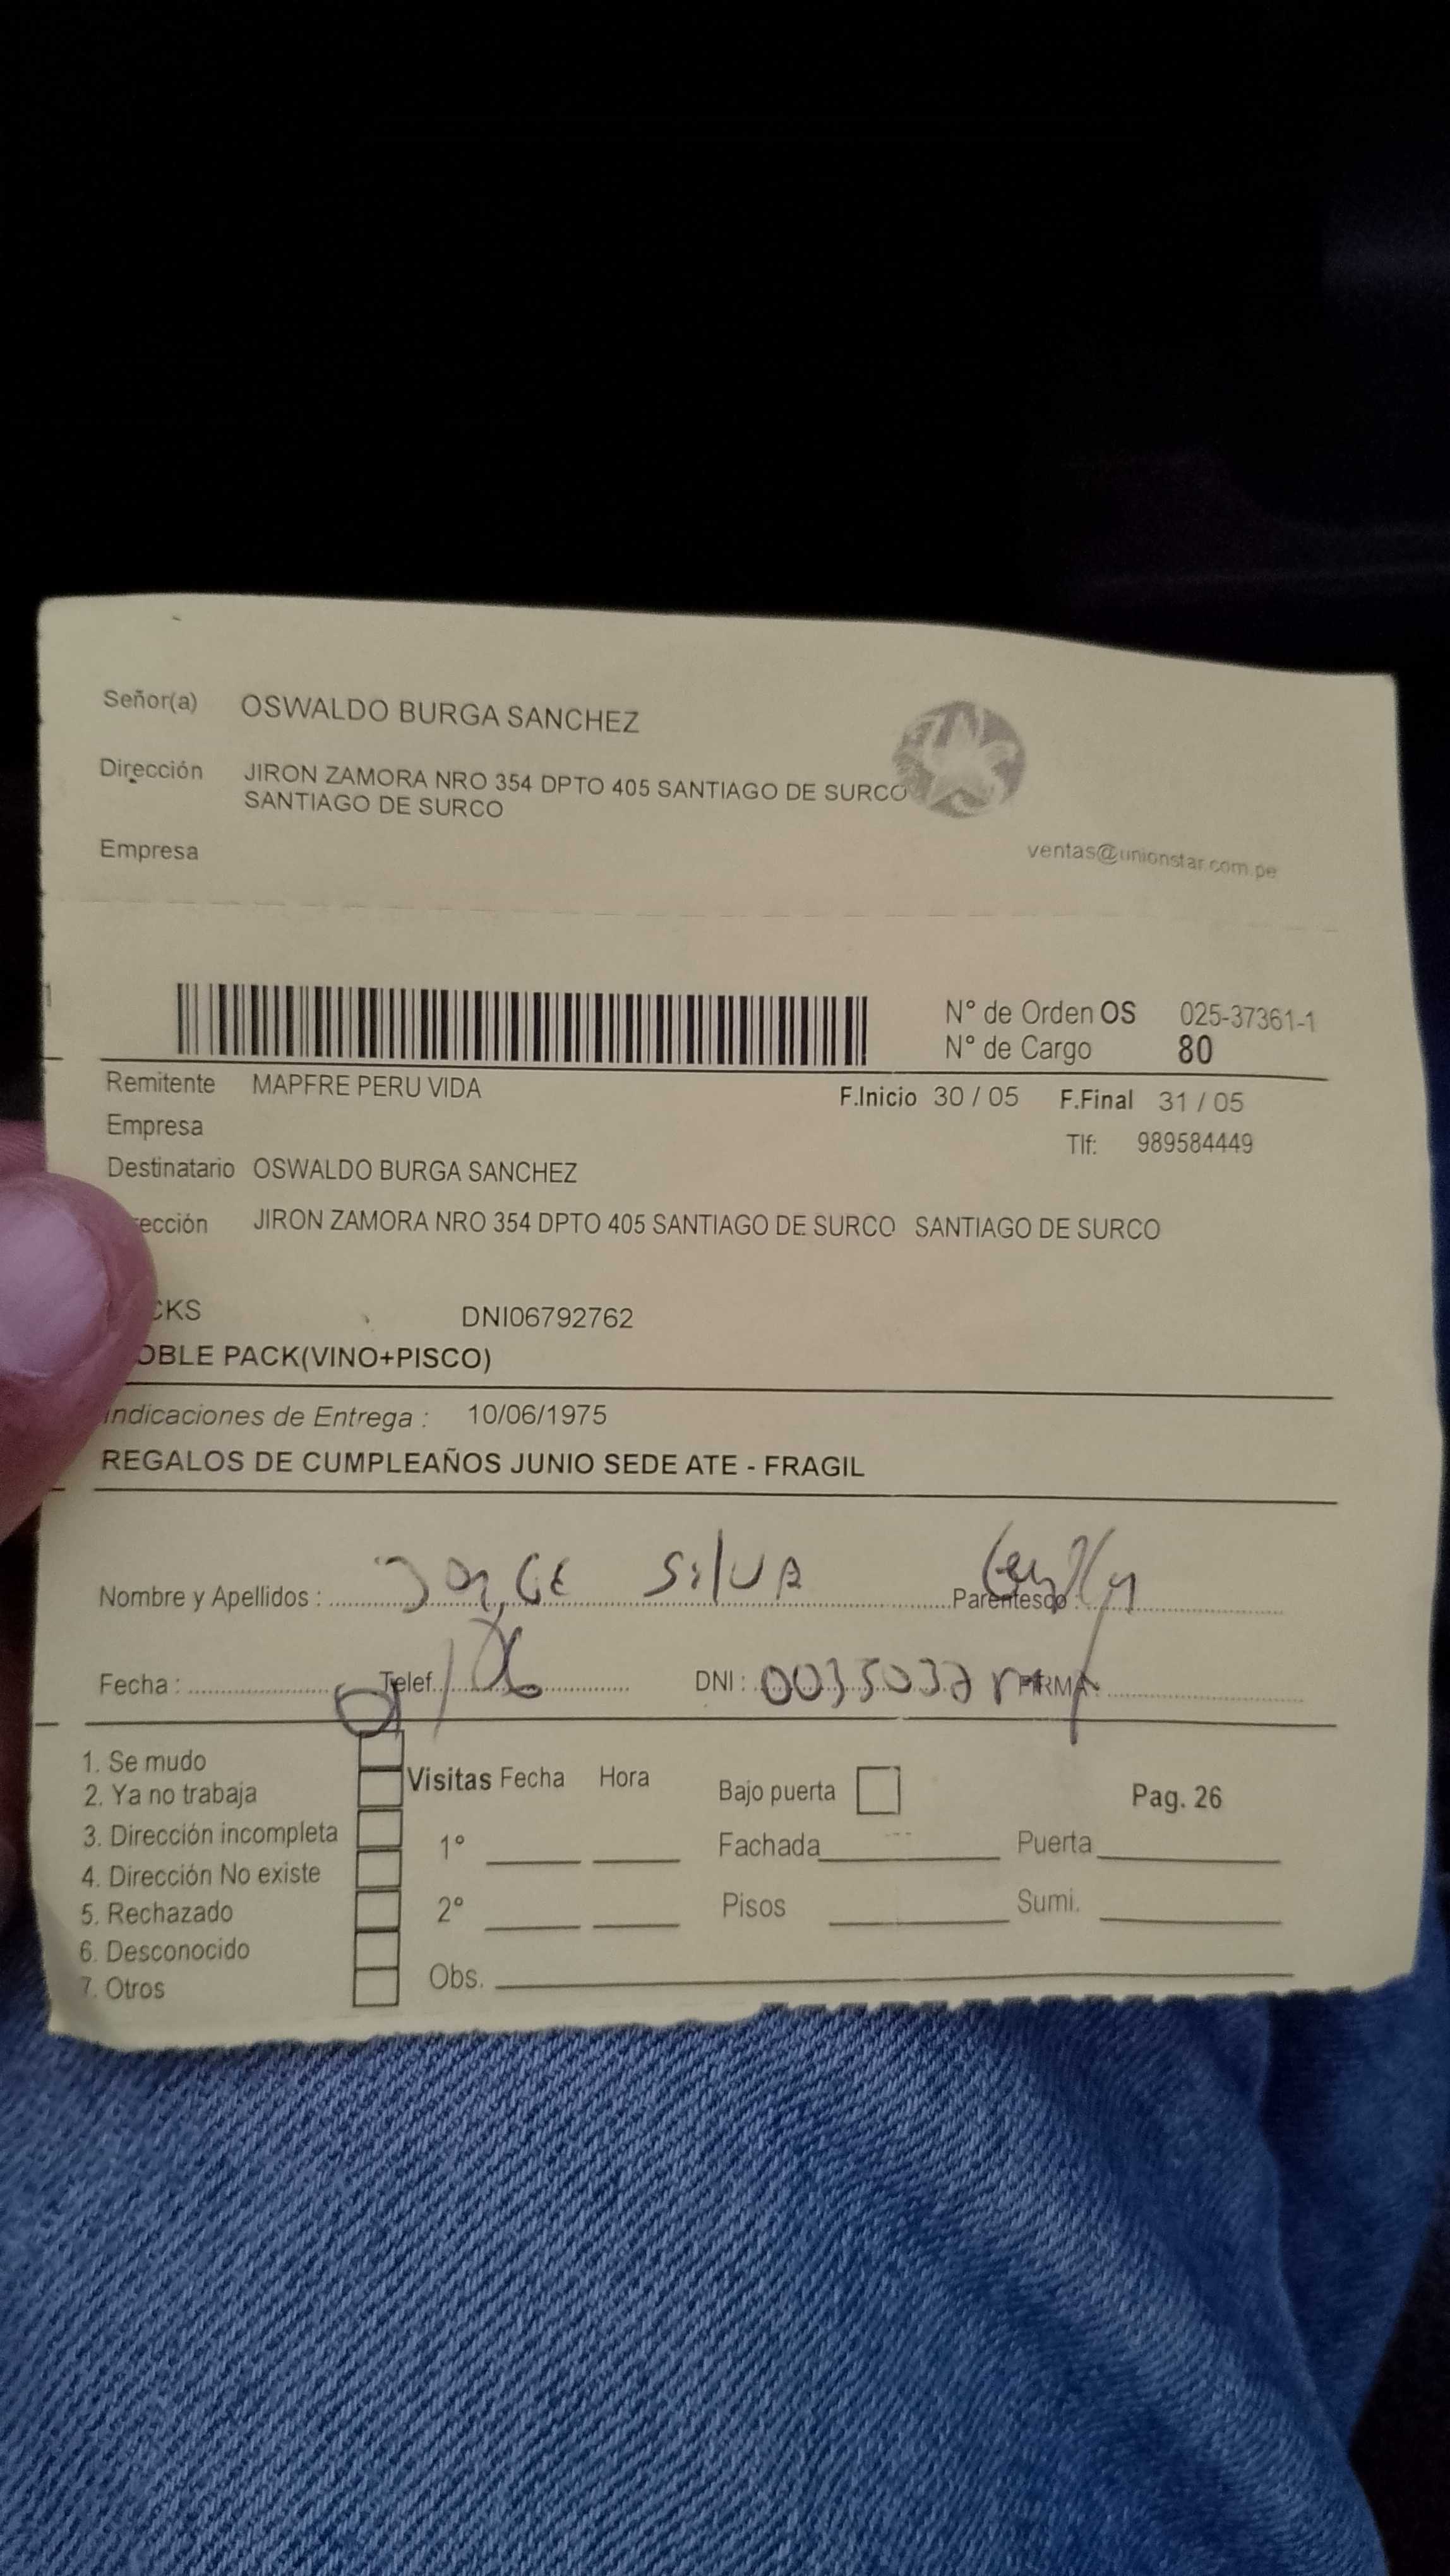 Señor(a) OSWALDO BURGA SANCHEZ
Dirección JIRON ZAMORA NRO 354 DPTO 405 SANTIAGO DE SURCO
SANTIAGO DE SURCO
Empresa
ventas@unionstar.com.pe
N° de Orden OS 025-37361-1
N° de Cargo 80
Remitente MAPFRE PERU VIDA F.Inicio 30 / 05 F.Final 31 / 05
Empresa Tlf: 989584449
Destinatario OSWALDO BURGA SANCHEZ
ección JIRON ZAMORA NRO 354 DPTO 405 SANTIAGO DE SURCO SANTIAGO DE SURCO
CKS DNI06792762
OBLE PACK(VINO+PISCO)
Indicaciones de Entrega : 10/06/1975
REGALOS DE CUMPLEAÑOS JUNIO SEDE ATE - FRAGIL
Nombre y Apellidos : JORGE SILVA Parentesco :
Fecha : Telef. DNI : FIRMA :
1. Se mudo
2. Ya no trabaja
3. Dirección incompleta
4. Dirección No existe
5. Rechazado
6. Desconocido
7. Otros
Visitas Fecha Hora
1°
2°
Obs.
Bajo puerta
Fachada Puerta
Pisos Sumi.
Pag. 26